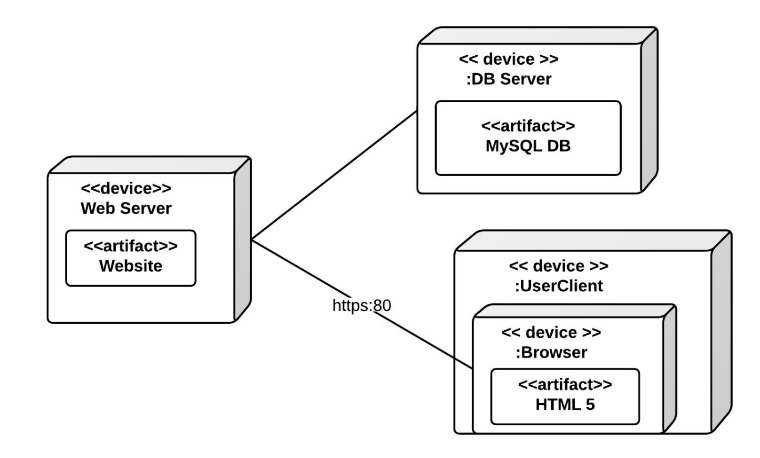 << device >>
:DB Server
<<artifact>>
MySQL DB
<<device>>
Web Server
<<artifact>>
Website
https:80
<< device >>
:UserClient
<< device >>
:Browser
<<artifact>>
HTML 5